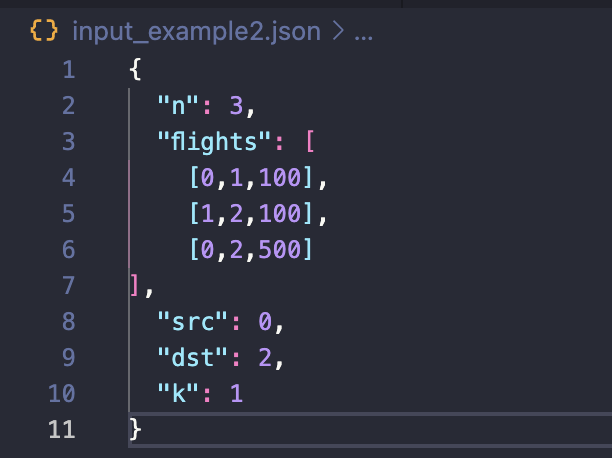 {} input_example2.json > ...
1 {
2   "n": 3,
3   "flights": [
4     [0,1,100],
5     [1,2,100],
6     [0,2,500]
7 ],
8   "src": 0,
9   "dst": 2,
10   "k": 1
11 }